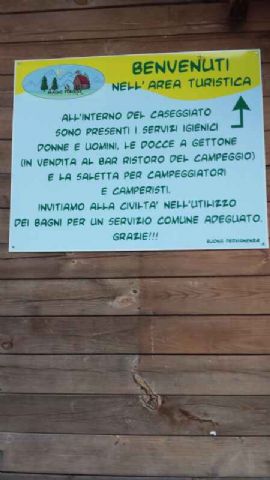 BENVENUTI
NELL'AREA TURISTICA
ALL'INTERNO DEL CASEGGIATO
SONO PRESENTI I SERVIZI IGIENICI
DONNE E UOMINI, LE DOCCE A GETTONE
(IN VENDITA AL BAR RISTORO DEL CAMPEGGIO)
E LA SALETTA PER CAMPEGGIATORI
E CAMPERISTI.
INVITIAMO ALLA CIVILTA' NELL'UTILIZZO
DEI BAGNI PER UN SERVIZIO COMUNE ADEGUATO.
GRAZIE!!!
BUONA PERMANENZA